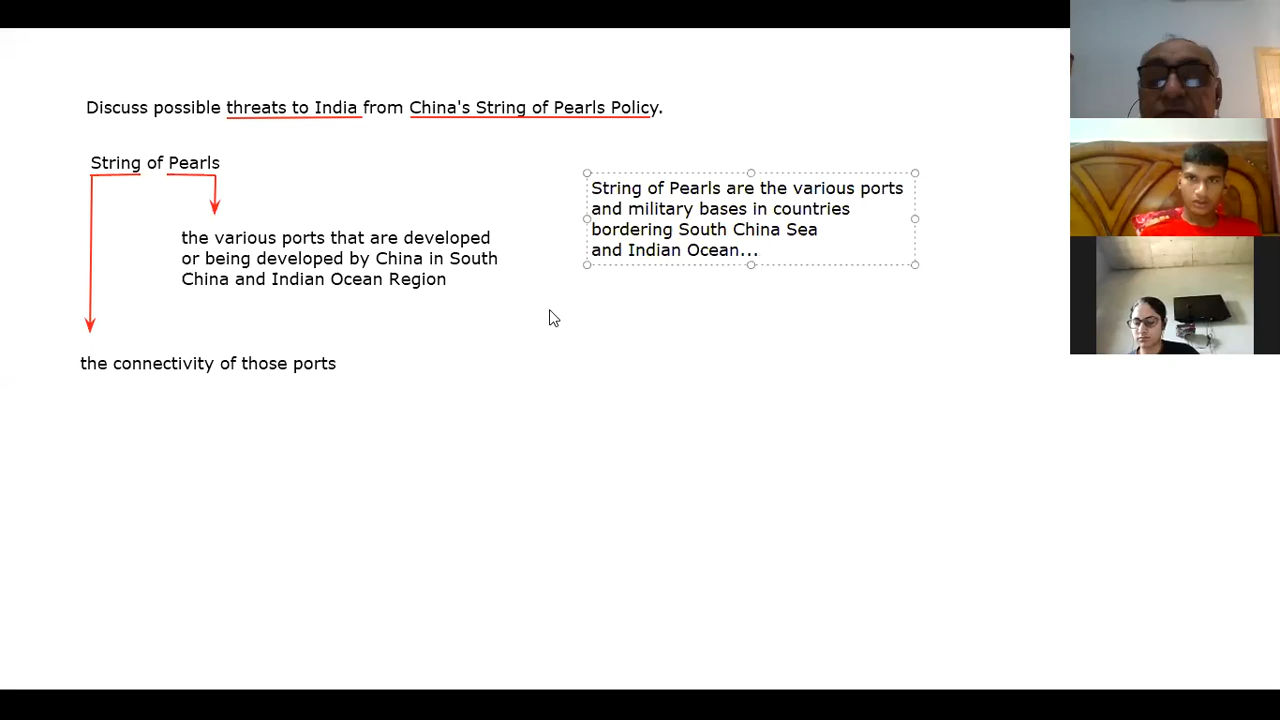 Discuss possible threats to India from China's String of Pearls Policy.
String of Pearls
the various ports that are developed
or being developed by China in South
China and Indian Ocean Region
the connectivity of those ports
String of Pearls are the various ports
and military bases in countries
bordering South China Sea
and Indian Ocean...